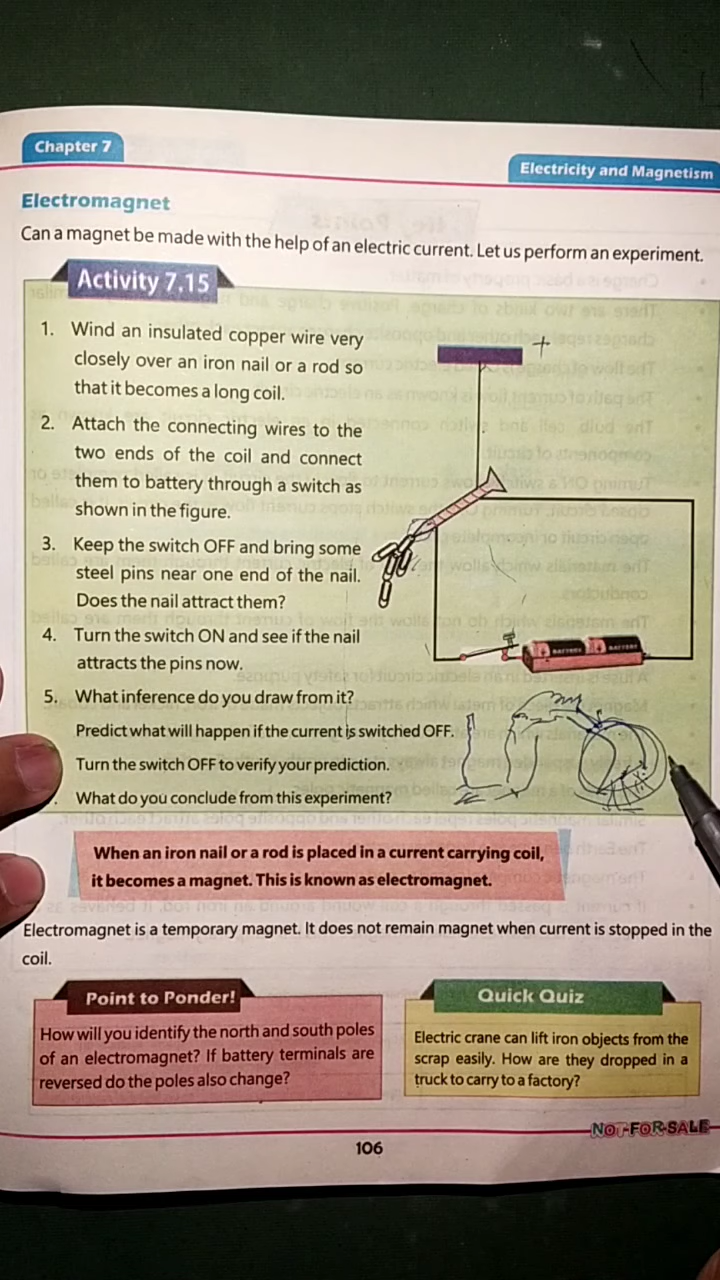 Chapter 7
Electricity and Magnetism
Electromagnet
Can a magnet be made with the help of an electric current. Let us perform an experiment.
Activity 7.15
1. Wind an insulated copper wire very
closely over an iron nail or a rod so
that it becomes a long coil.
2. Attach the connecting wires to the
two ends of the coil and connect
them to battery through a switch as
shown in the figure.
3. Keep the switch OFF and bring some
steel pins near one end of the nail.
Does the nail attract them?
4. Turn the switch ON and see if the nail
attracts the pins now.
5. What inference do you draw from it?
Predict what will happen if the current is switched OFF.
Turn the switch OFF to verify your prediction.
What do you conclude from this experiment?
+
BATTERY BATTERY
When an iron nail or a rod is placed in a current carrying coil,
it becomes a magnet. This is known as electromagnet.
Electromagnet is a temporary magnet. It does not remain magnet when current is stopped in the
coil.
Point to Ponder!
How will you identify the north and south poles
of an electromagnet? If battery terminals are
reversed do the poles also change?
Quick Quiz
Electric crane can lift iron objects from the
scrap easily. How are they dropped in a
truck to carry to a factory?
NOT-FOR-SALE
106